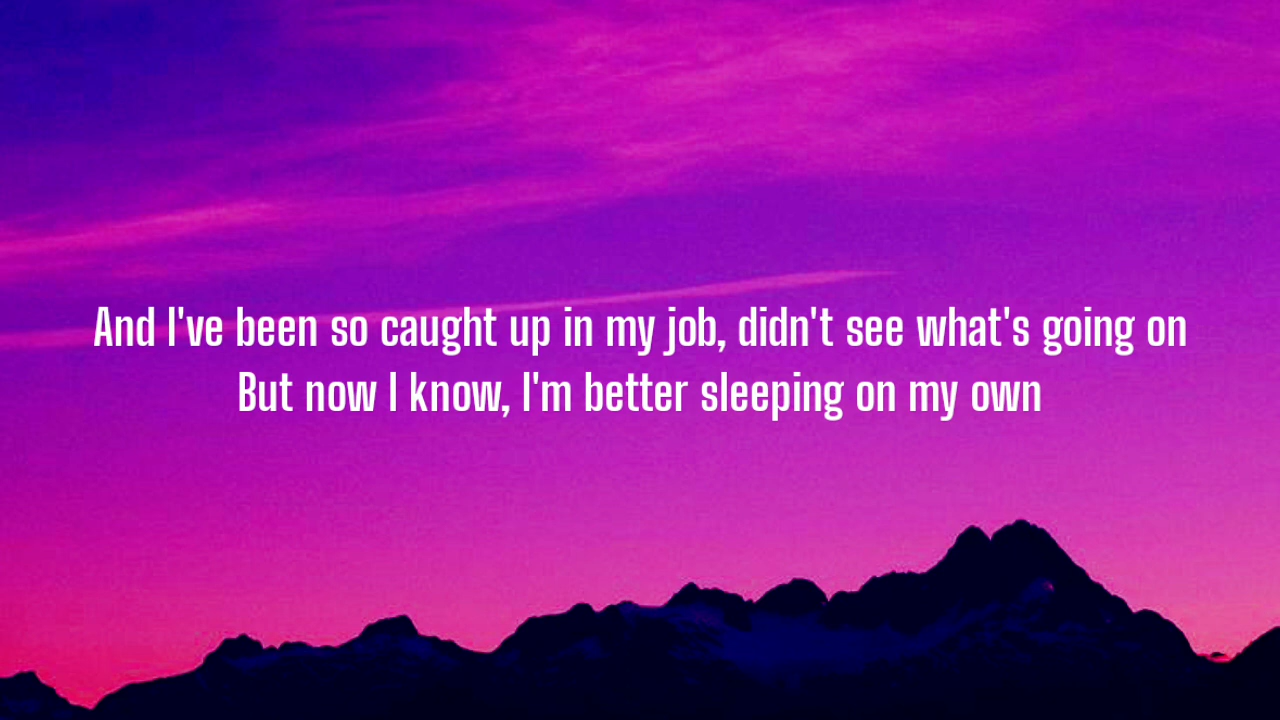 And I've been so caught up in my job, didn't see what's going on
But now I know, I'm better sleeping on my own